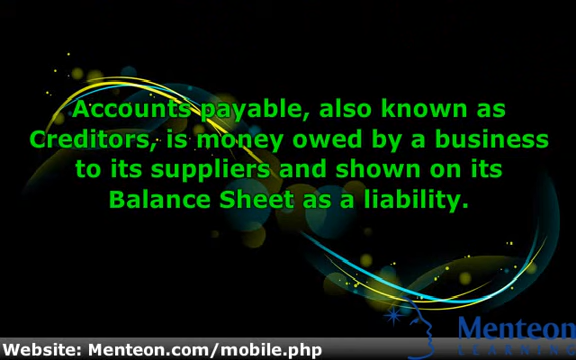 Accounts payable, also known as
Creditors, is money owed by a business
to its suppliers and shown on its
Balance Sheet as a liability.
Menteon
LEARNING
Website: Menteon.com/mobile.php